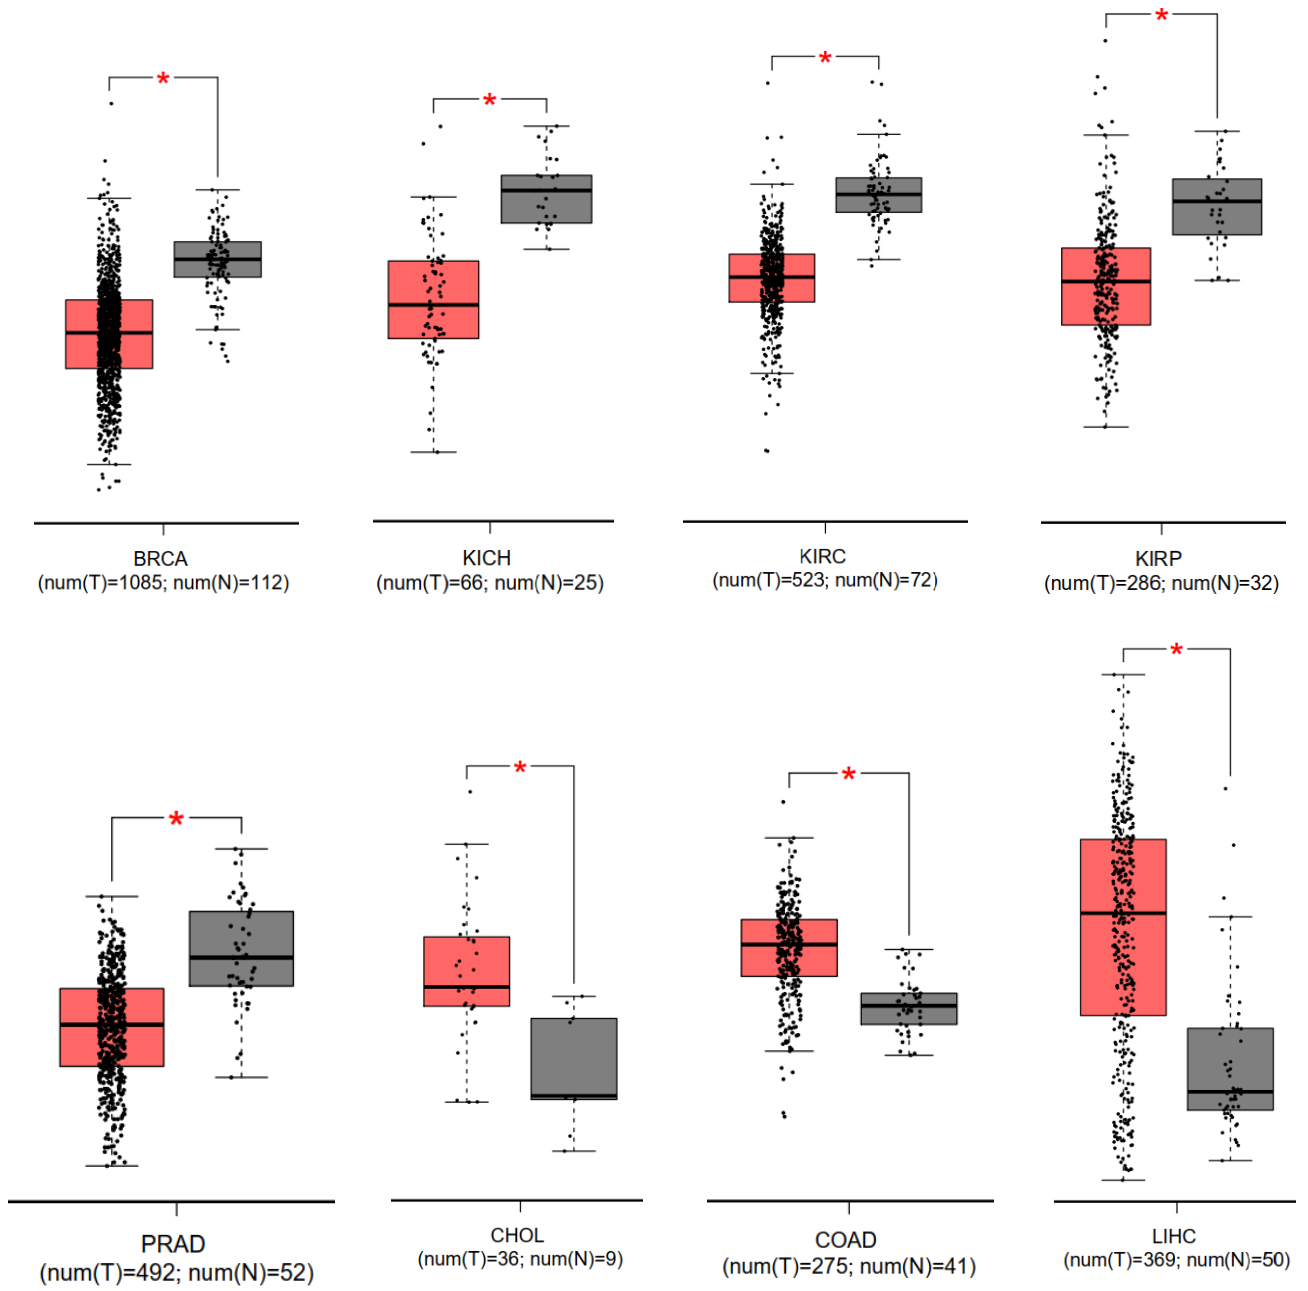 *
*
*
*
BRCA
(num(T)=1085; num(N)=112)
KICH
(num(T)=66; num(N)=25)
KIRC
(num(T)=523; num(N)=72)
KIRP
(num(T)=286; num(N)=32)
*
*
*
*
PRAD
(num(T)=492; num(N)=52)
CHOL
(num(T)=36; num(N)=9)
COAD
(num(T)=275; num(N)=41)
LIHC
(num(T)=369; num(N)=50)